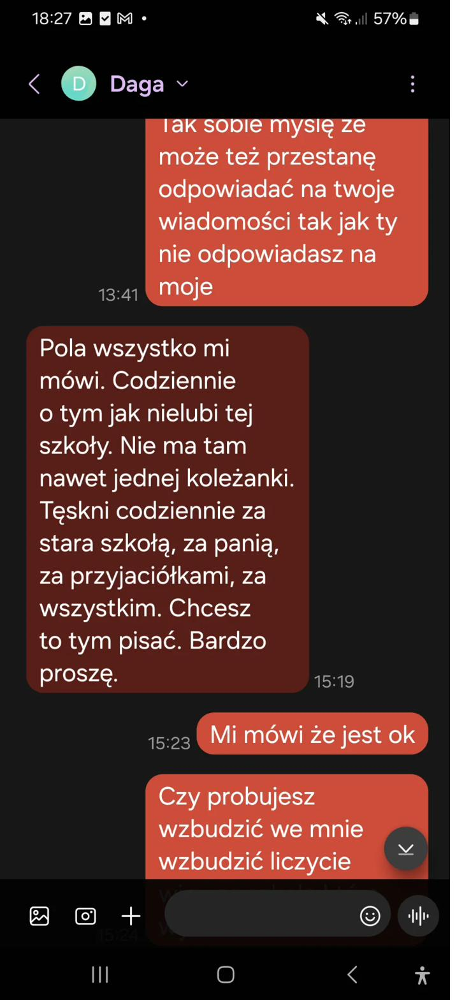 18:27
57%
D Daga
Tak sobie myślę że
może też przestanę
odpowiadać na twoje
wiadomości tak jak ty
nie odpowiadasz na
moje
13:41
Pola wszystko mi
mówi. Codziennie
o tym jak nielubi tej
szkoły. Nie ma tam
nawet jednej koleżanki.
Tęskni codziennie za
stara szkołą, za panią,
za przyjaciółkami, za
wszystkim. Chcesz
to tym pisać. Bardzo
proszę.
15:19
15:23
Mi mówi że jest ok
Czy probujesz
wzbudzić we mnie
wzbudzić liczycie
15:24